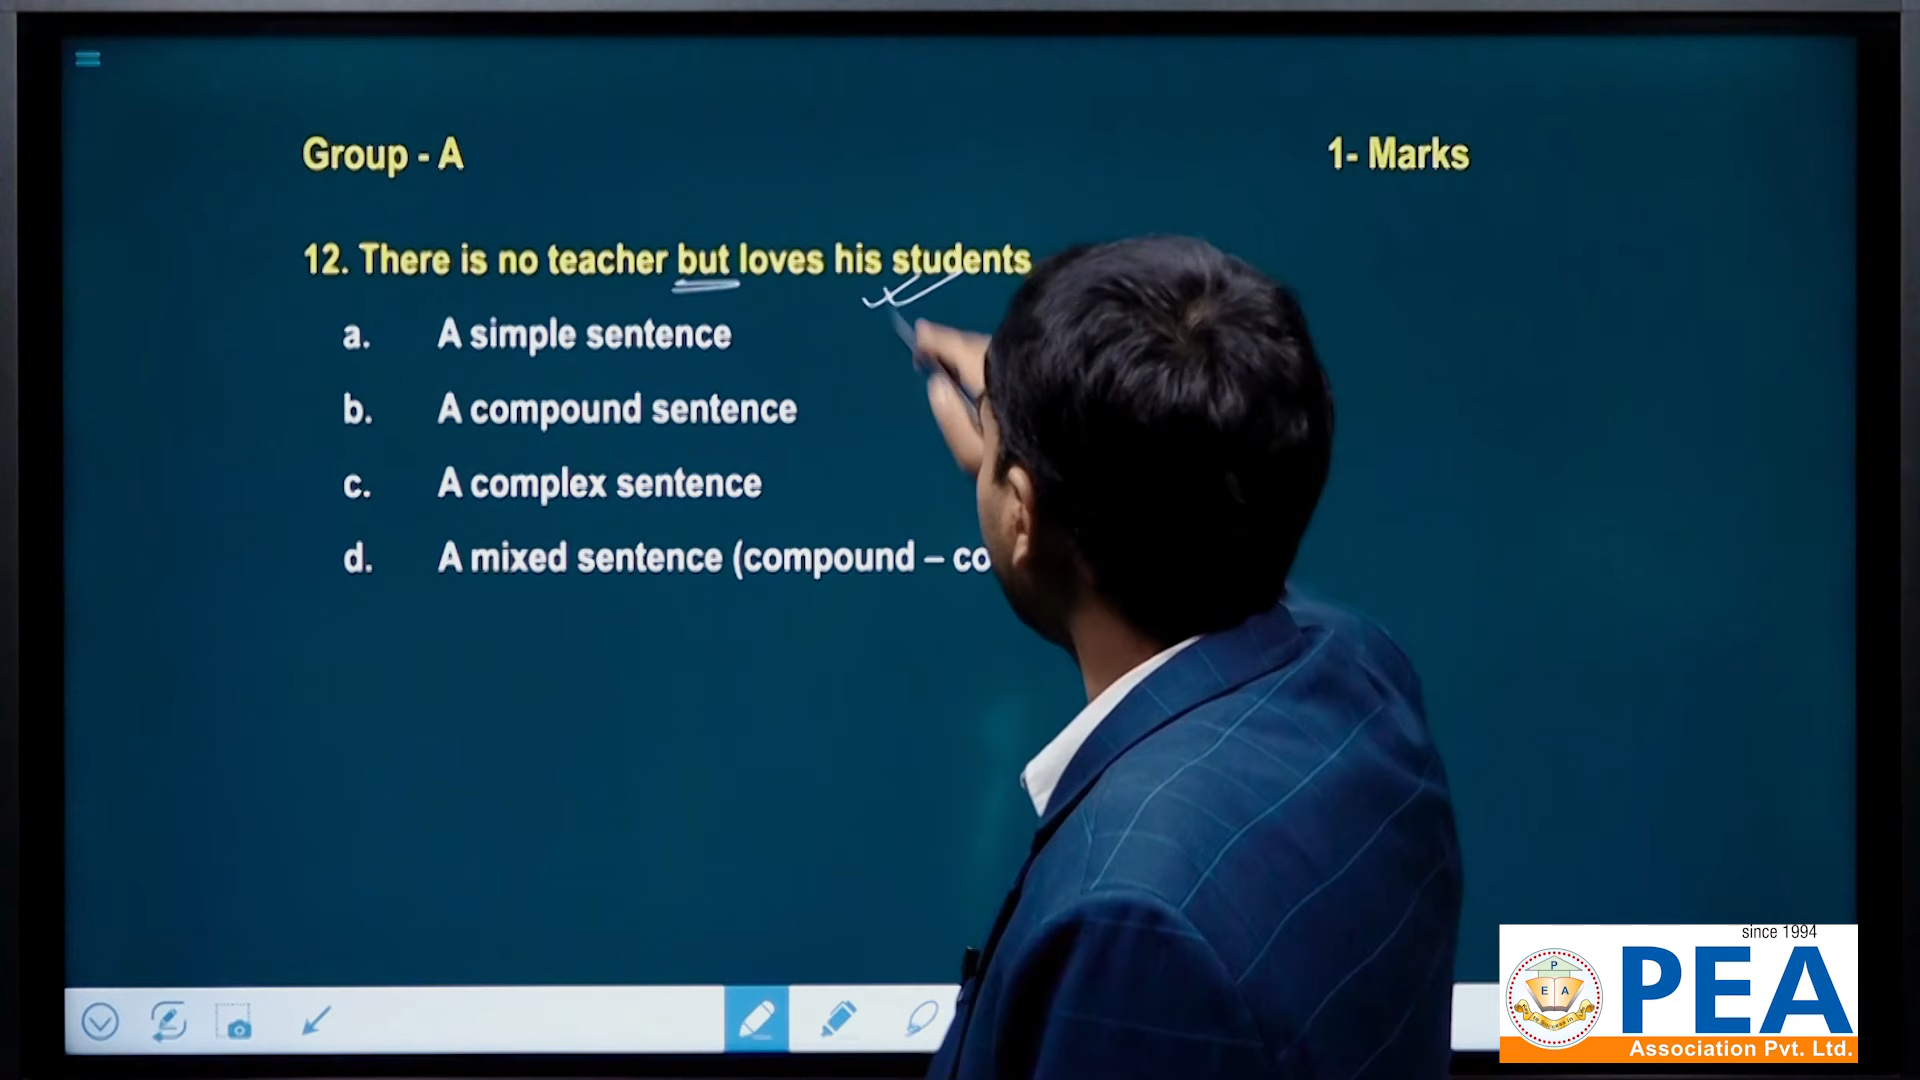 Group - A
1- Marks
12. There is no teacher but loves his students
a. A simple sentence
b. A compound sentence
c. A complex sentence
d. A mixed sentence (compound –
since 1994
P
E A
PEA
Association Pvt. Ltd.